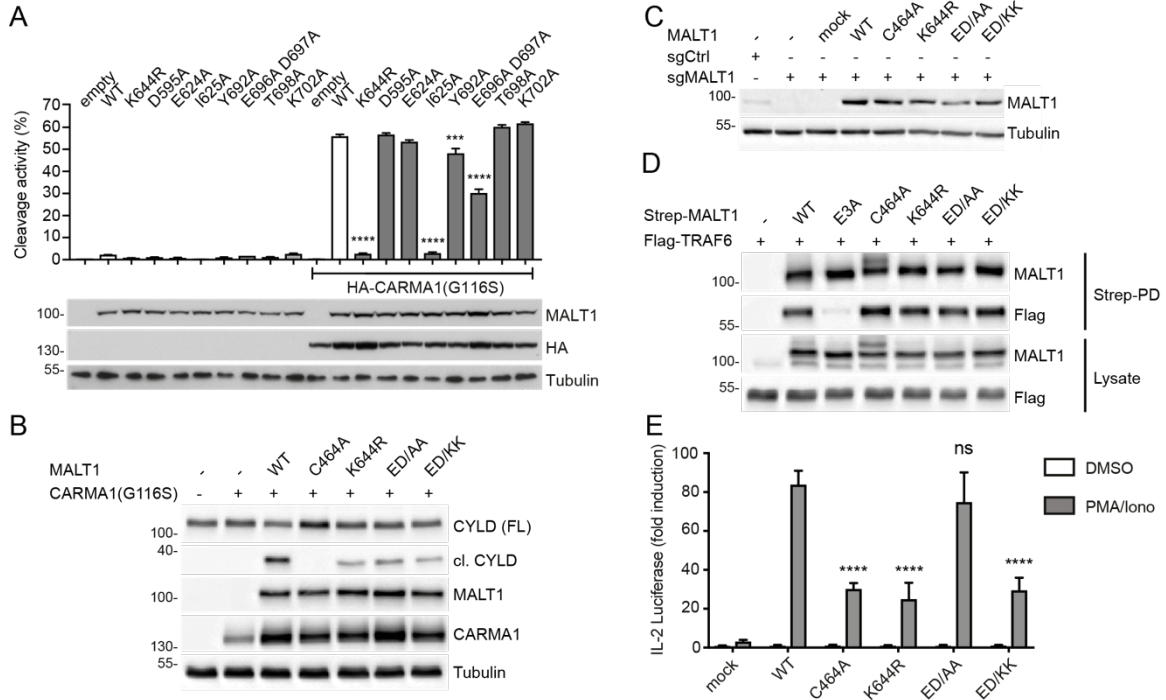 A
empty WT K644R D595A E624A I625A Y692A E696A D697A T698A K702A empty WT K644R D595A E624A I625A Y692A E696A D697A T698A K702A
Cleavage activity (%)
70
60
50
40
30
20
10
0
**** **** *** ****
HA-CARMA1(G116S)
100- MALT1
130- HA
55- Tubulin
B
MALT1 - - WT C464A K644R ED/AA ED/KK
CARMA1(G116S) - + + + + + +
100- CYLD (FL)
40- cl. CYLD
100- MALT1
130- CARMA1
55- Tubulin
C
MALT1 - - mock WT C464A K644R ED/AA ED/KK
sgCtrl +
sgMALT1 - + + + + + + +
100- MALT1
55- Tubulin
D
Strep-MALT1 - WT E3A C464A K644R ED/AA ED/KK
Flag-TRAF6 + + + + + + +
100- MALT1
55- Flag
Strep-PD
100- MALT1
55- Flag
Lysate
E
IL-2 Luciferase (fold induction)
100
80
60
40
20
0
**** **** ns ****
mock WT C464A K644R ED/AA ED/KK
DMSO
PMA/Iono